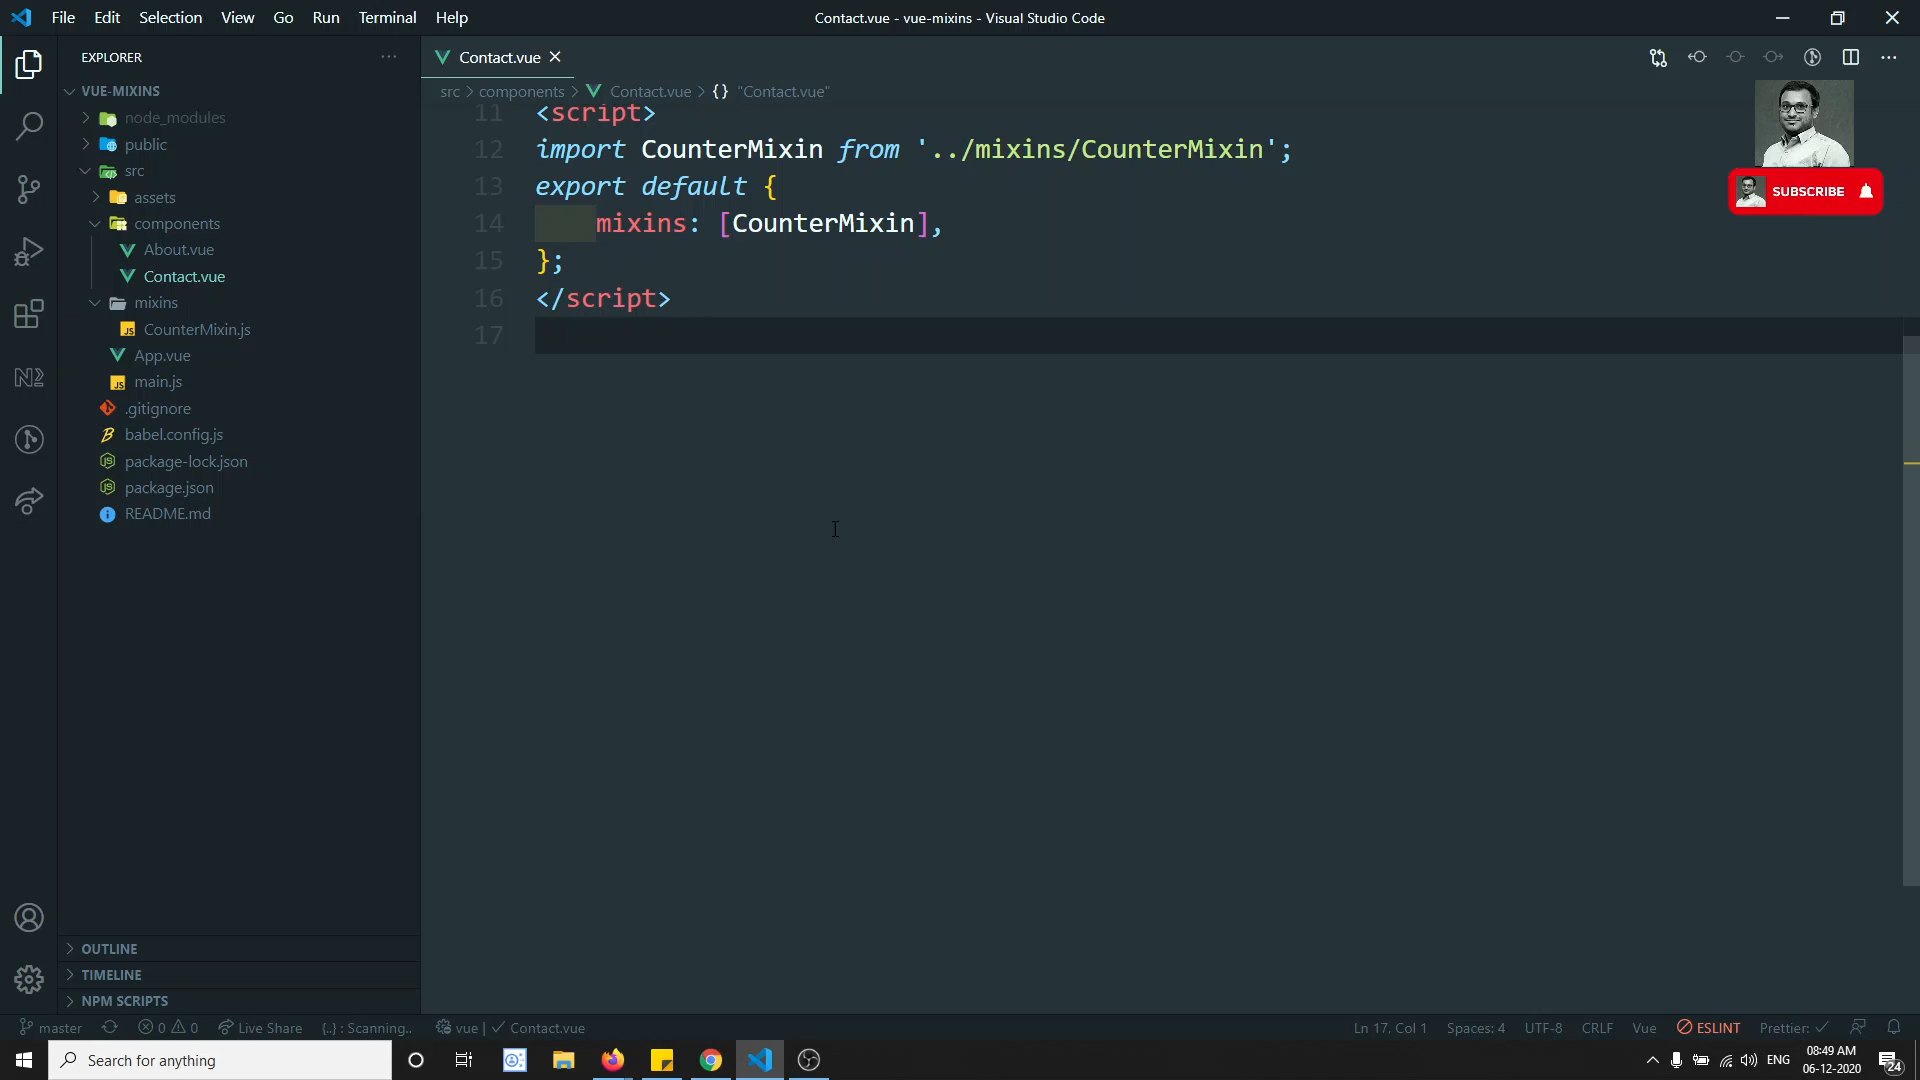 File Edit Selection View Go Run Terminal Help
Contact.vue - vue-mixins - Visual Studio Code
EXPLORER
VUE-MIXINS
node_modules
public
src
assets
components
About.vue
Contact.vue
mixins
CounterMixin.js
App.vue
main.js
.gitignore
babel.config.js
package-lock.json
package.json
README.md
OUTLINE
TIMELINE
NPM SCRIPTS
Contact.vue
src > components > Contact.vue > {} "Contact.vue"
11 <script>
12 import CounterMixin from '../mixins/CounterMixin';
13 export default {
14 mixins: [CounterMixin],
15 };
16 </script>
17
SUBSCRIBE
master 0 0 Live Share {..} : Scanning.. vue | Contact.vue Ln 17, Col 1 Spaces: 4 UTF-8 CRLF Vue ESLINT Prettier:
Search for anything
ENG
08:49 AM
06-12-2020
24